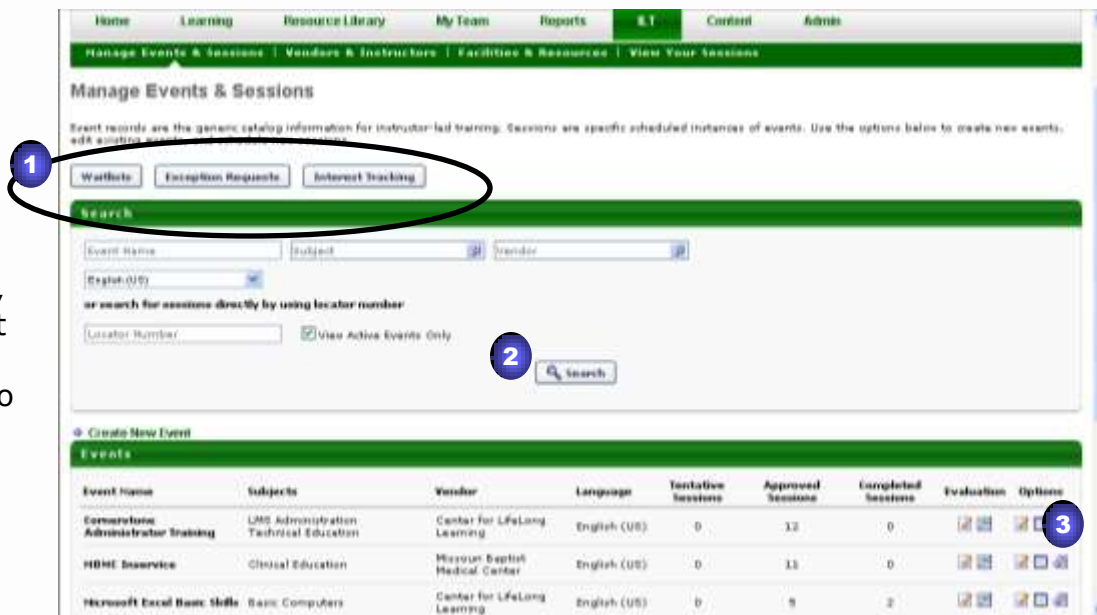 Home Learning Resource Library My Team Reports ILT Content Admin
Manage Events & Sessions | Vendors & Instructors | Facilities & Resources | View Your Sessions
Manage Events & Sessions
Event records are the generic catalog information for instructor-led training. Sessions are specific scheduled instances of events. Use the options below to create new events,
edit existing events,
1
Waitlists Exception Requests Interest Tracking
Search
Event Name Subject Vendor
English (US)
or search for sessions directly by using locator number
Locator Number View Active Events Only
2
Search
Create New Event
Events
Event Name Subjects Vendor Language Tentative Sessions Approved Sessions Completed Sessions Evaluation Options
Cornerstone LMS Administration Center for LifeLong English (US) 0 12 0
Administrator Training Technical Education Learning
3
Clinical Education Missouri Baptist English (US) 0 11 0
Medical Center
Microsoft Excel Basic Skills Basic Computers Center for LifeLong English (US) 0 5 2
Learning